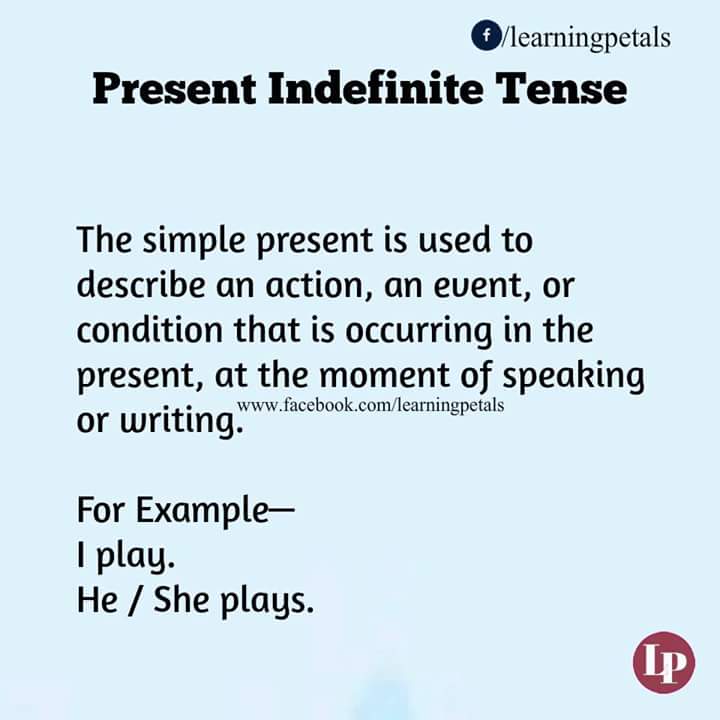 f/learningpetals
Present Indefinite Tense
The simple present is used to
describe an action, an event, or
condition that is occurring in the
present, at the moment of speaking
www.facebook.com/learningpetals
or writing.
For Example—
I play.
He / She plays.
LP